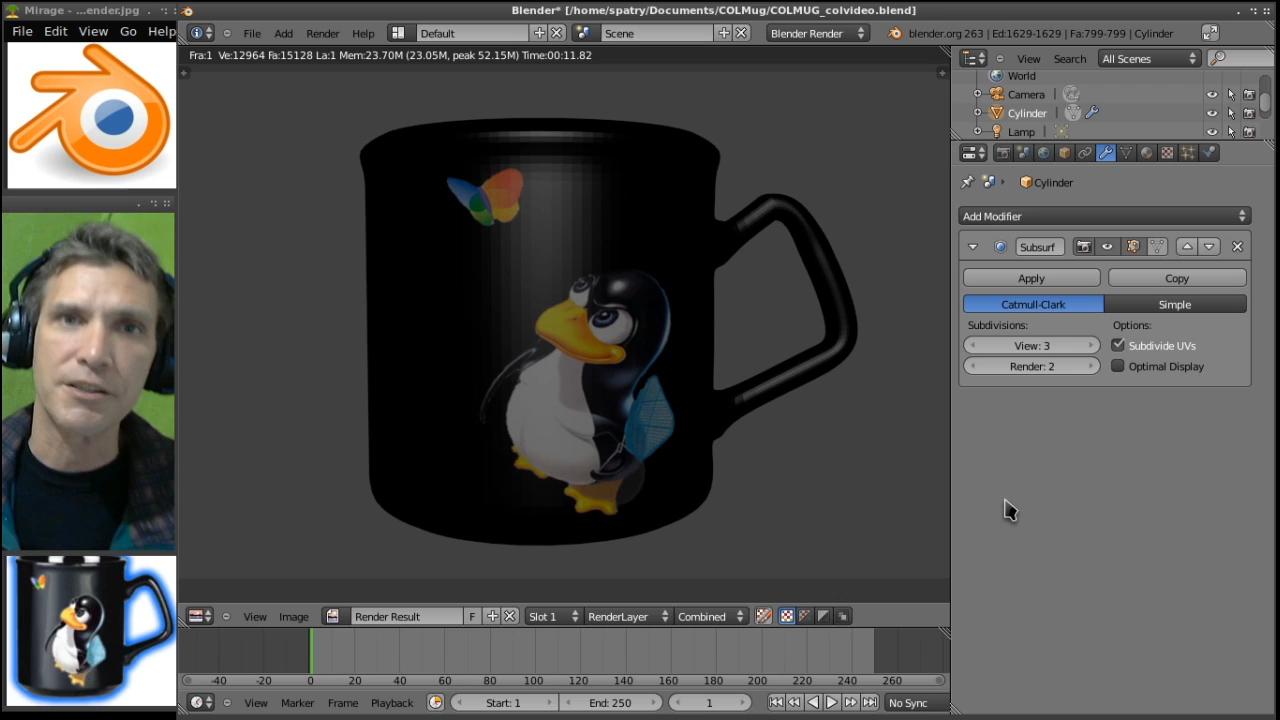 Mirage - ...ender.jpg
File Edit View Go Help
Blender* [/home/spatry/Documents/COLMug/COLMUG_colvideo.blend]
File Add Render Help Default Scene Blender Render blender.org 263 | Ed:1629-1629 | Fa:799-799 | Cylinder
Fra:1 Ve:12964 Fa:15128 La:1 Mem:23.70M (23.05M, peak 52.15M) Time:00:11.82
View Search All Scenes
World
Camera
Cylinder
Lamp
Cylinder
Add Modifier
Subsurf
Apply Copy
Catmull-Clark Simple
Subdivisions: Options:
View: 3 Subdivide UVs
Render: 2 Optimal Display
View Image Render Result F Slot 1 RenderLayer Combined
-40 -20 0 20 40 60 80 100 120 140 160 180 200 220 240 260
View Marker Frame Playback Start: 1 End: 250 1 No Sync